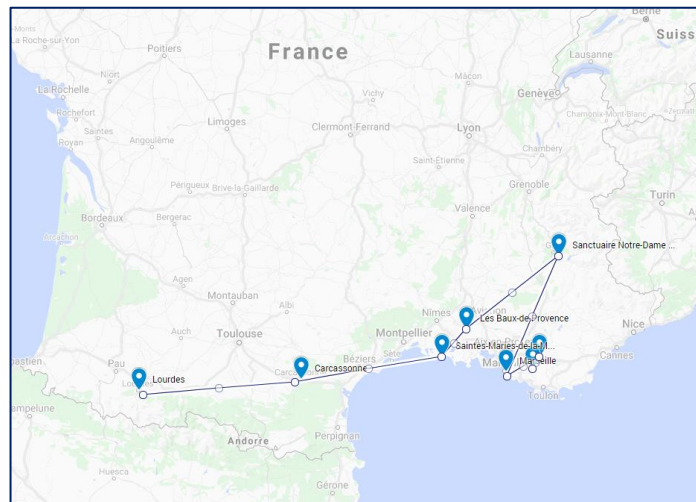 Berne
La Roche-sur-Yon
Poitiers
France
Suiss
Lausanne
Niort
Mâcon
Genève
La Rochelle
Vichy
Chamonix-Mont-Blanc
Rochefort
Saintes
Limoges
Clermont-Ferrand
Royan
Angoulême
Lyon
Chambéry
Saint-Étienne
Périgueux
Brive-la-Gaillarde
Grenoble
Turin
Valence
Bordeaux
Bergerac
Sanctuaire Notre-Dame ...
Agen
Montauban
Albi
Les Baux-de-Provence
Nîmes
Montpellier
Nice
Auch
Toulouse
Saintes-Maries-de-la-M...
Béziers
Sète
Cannes
Pau
Lourdes
Carcassonne
Marseille
Toulon
Perpignan
Andorre
Huesca
Gérone